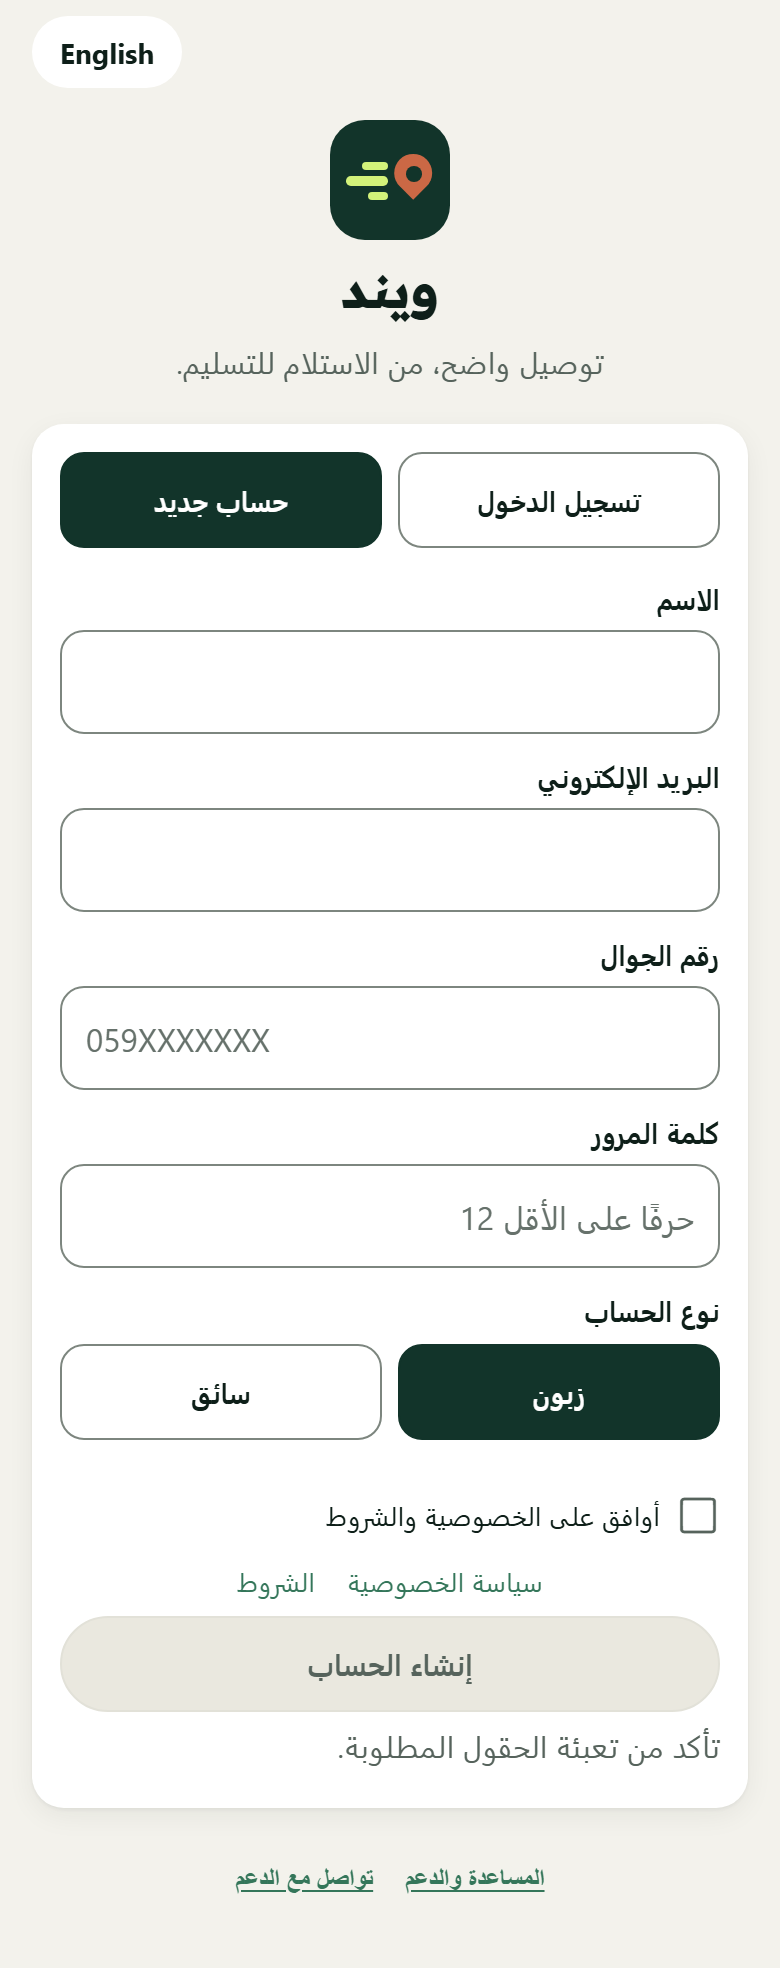 English
ويند
توصيل واضح، من الاستلام للتسليم.
تسجيل الدخول
حساب جديد
الاسم
البريد الإلكتروني
رقم الجوال
059XXXXXXX
كلمة المرور
حرفًا على الأقل 12
نوع الحساب
زبون
سائق
أوافق على الخصوصية والشروط
سياسة الخصوصية
الشروط
إنشاء الحساب
تأكد من تعبئة الحقول المطلوبة.
المساعدة والدعم
تواصل مع الدعم